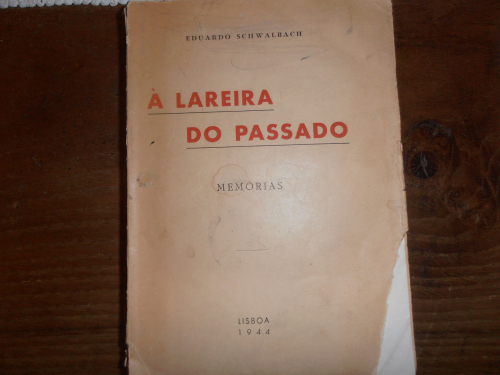 EDUARDO SCHWALBACH
À LAREIRA
DO PASSADO
MEMÓRIAS
LISBOA
1944